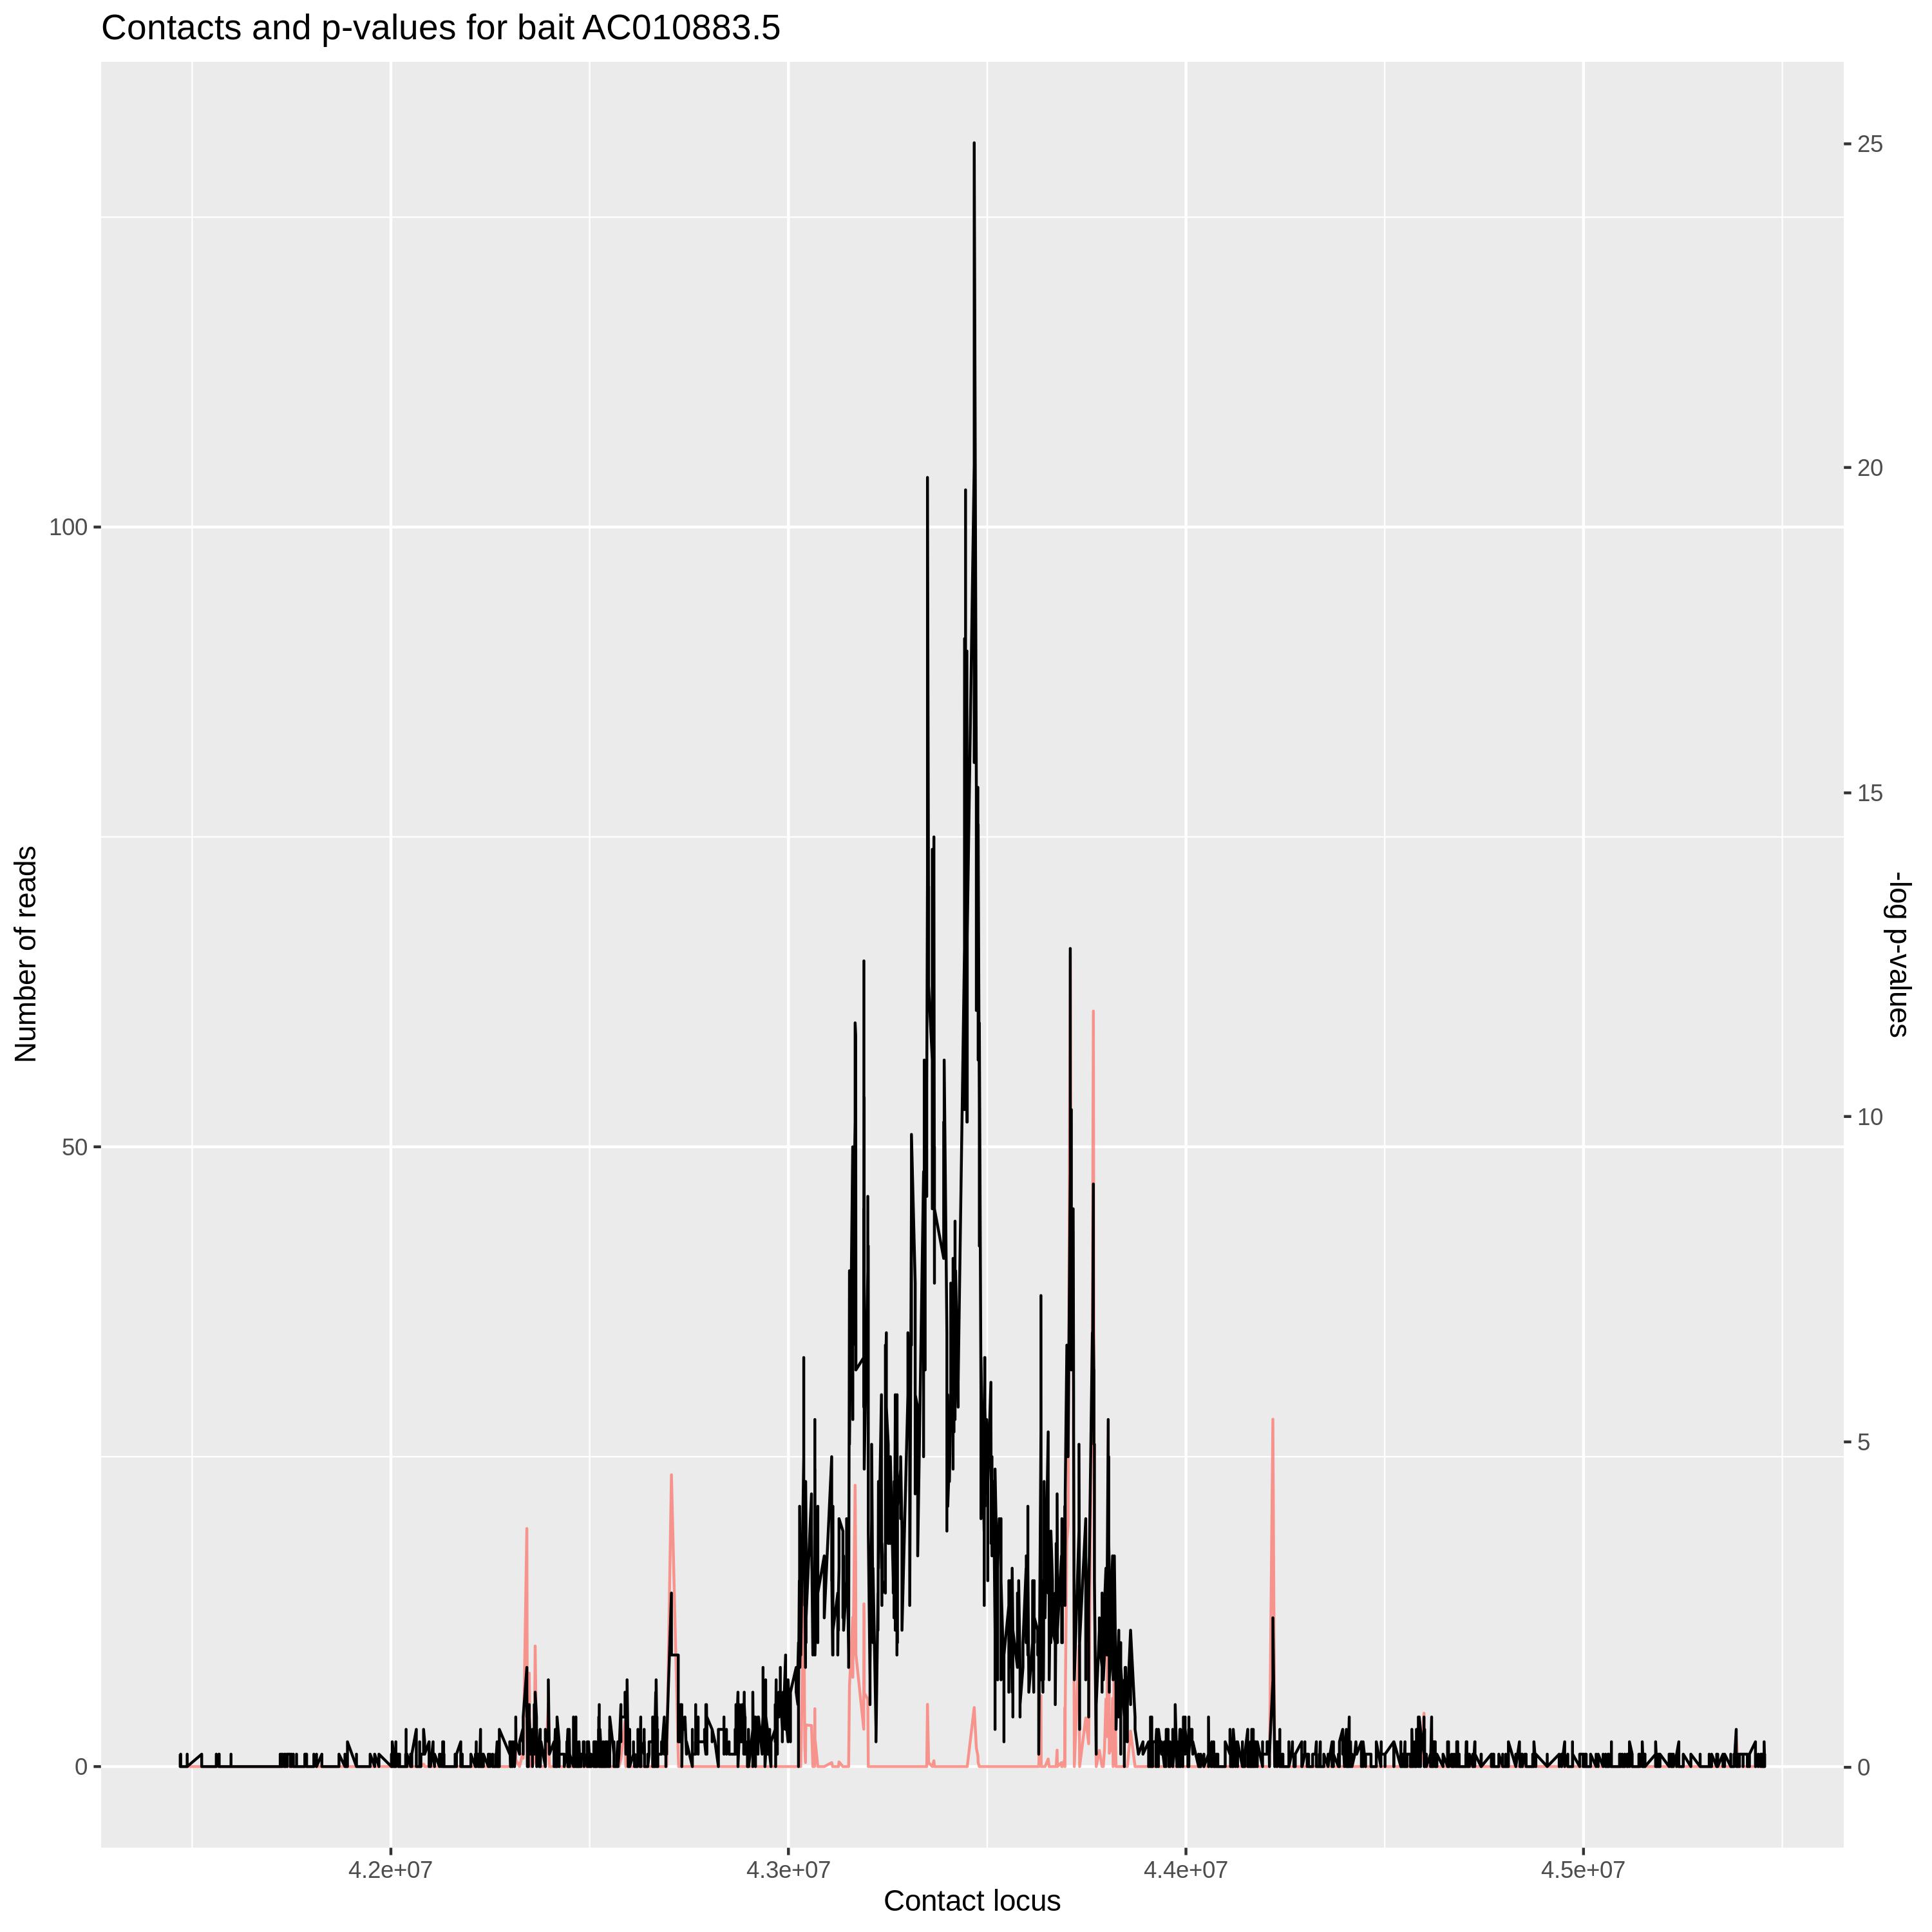 Contacts and p-values for bait AC010883.5
Number of reads
100
50
0
25
20
15
10
5
0
-log p-values
4.2e+07
4.3e+07
4.4e+07
4.5e+07
Contact locus